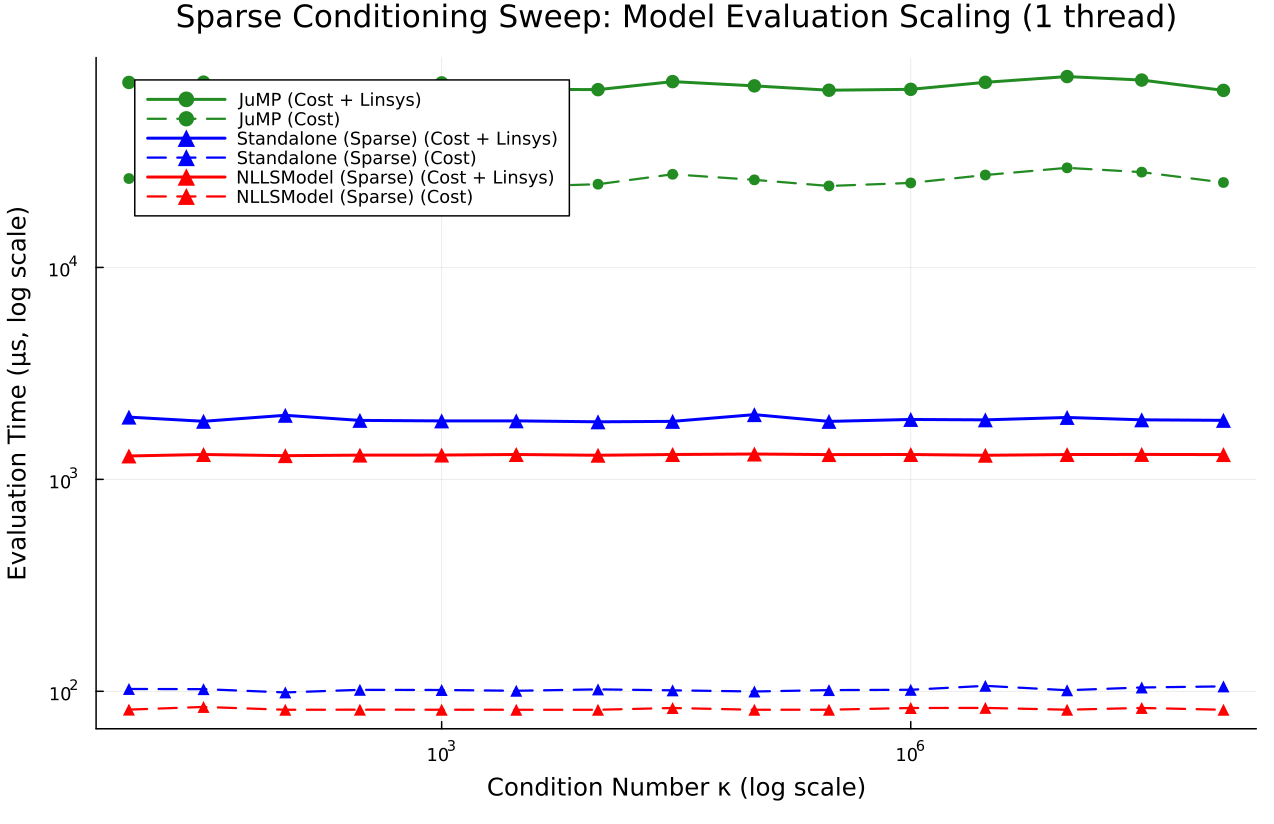 Sparse Conditioning Sweep: Model Evaluation Scaling (1 thread)
JuMP (Cost + Linsys)
JuMP (Cost)
Standalone (Sparse) (Cost + Linsys)
Standalone (Sparse) (Cost)
NLLSModel (Sparse) (Cost + Linsys)
NLLSModel (Sparse) (Cost)
Evaluation Time (μs, log scale)
10⁴
10³
10²
10³
10⁶
Condition Number κ (log scale)